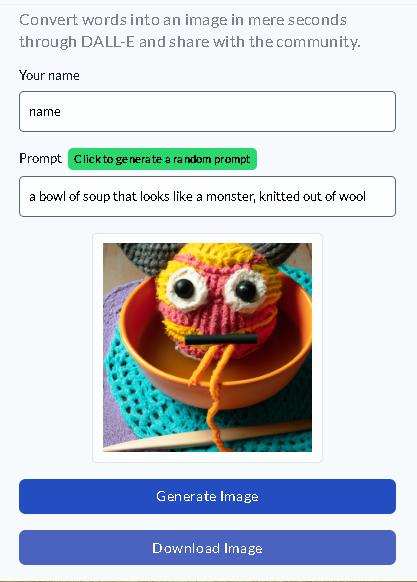 Convert words into an image in mere seconds
through DALL-E and share with the community.
Your name
name
Prompt Click to generate a random prompt
a bowl of soup that looks like a monster, knitted out of wool
Generate Image
Download Image